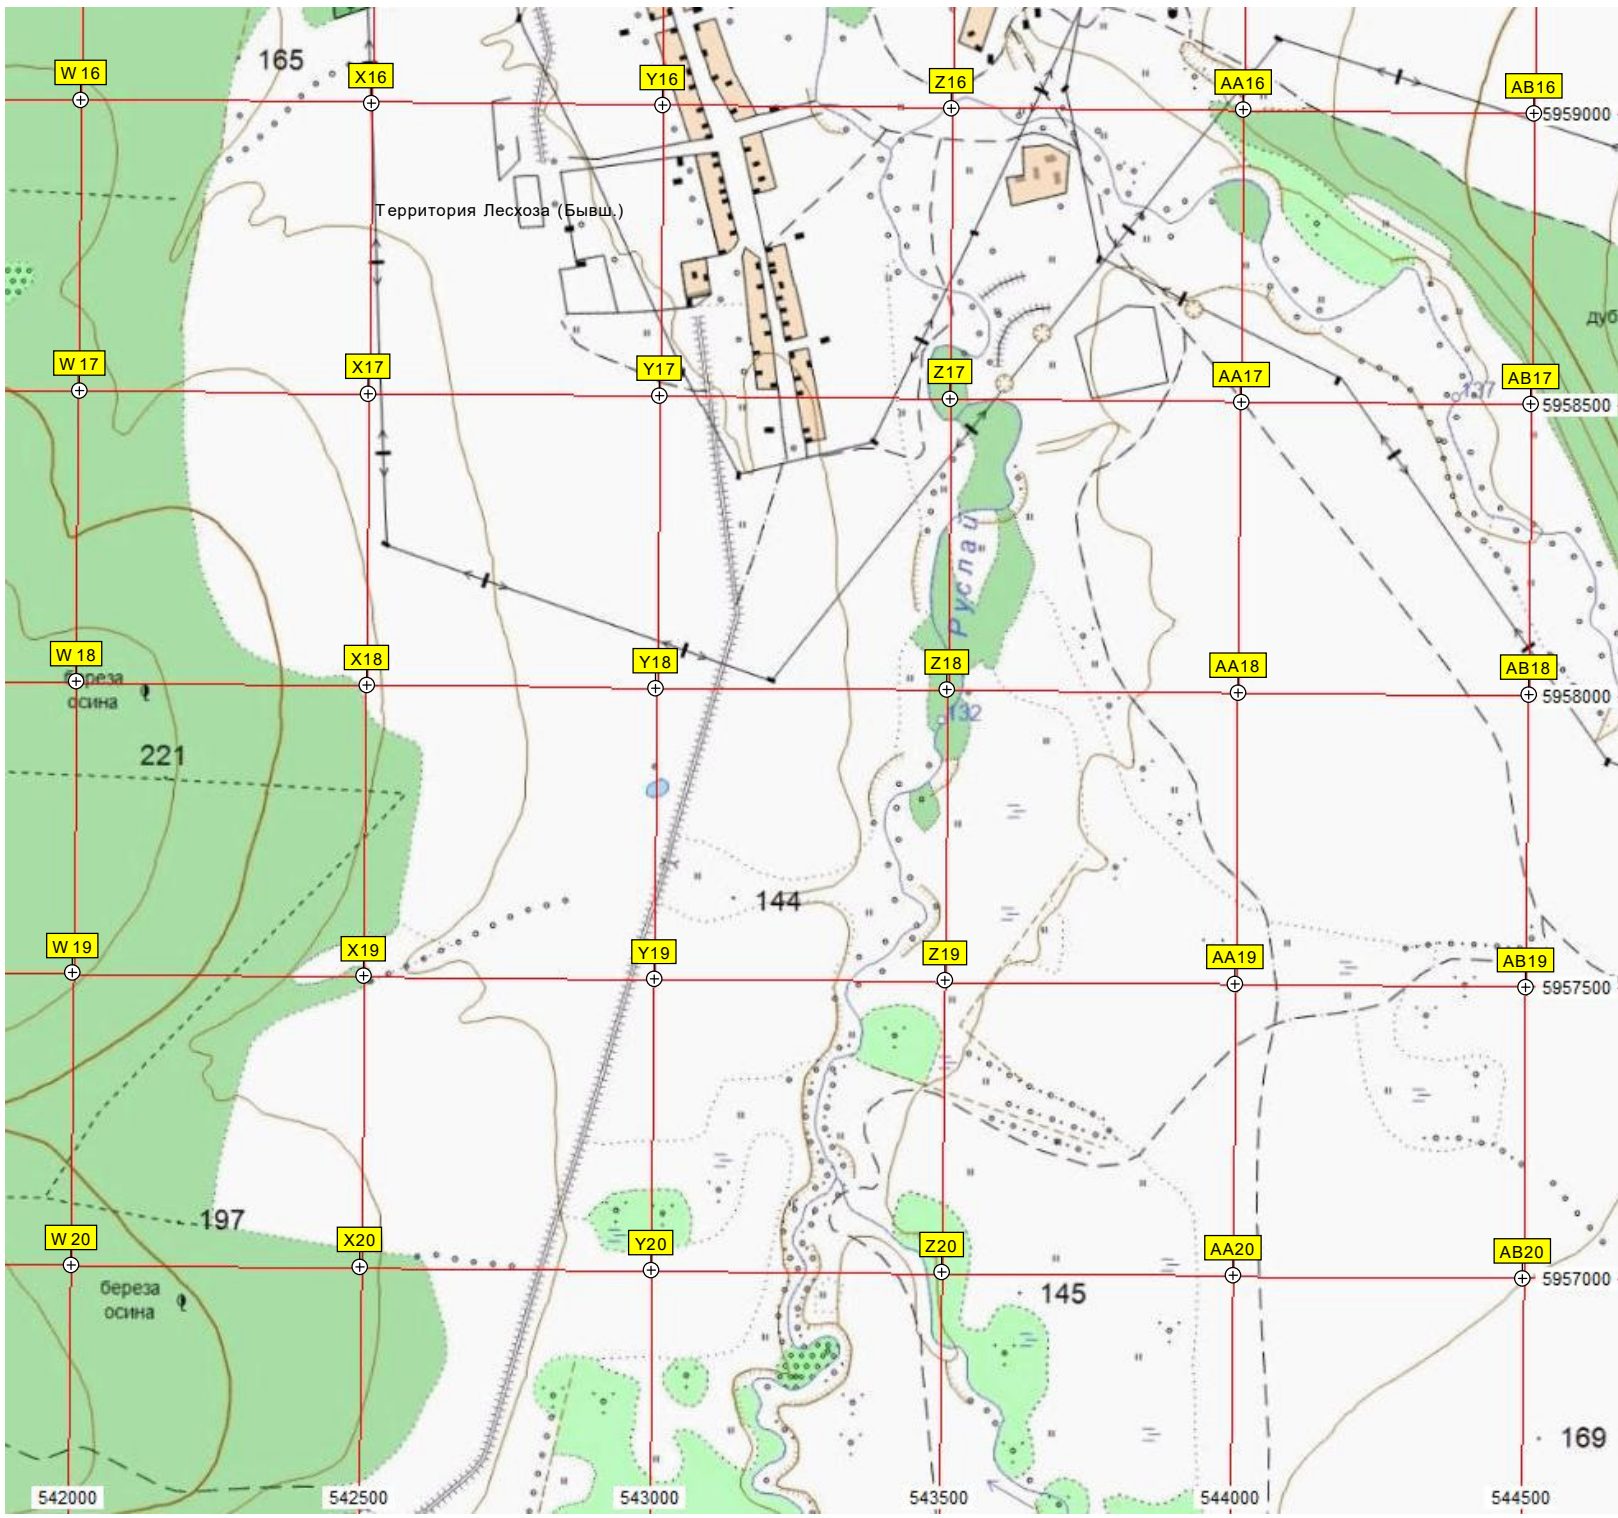 165
W 16
X16
Y16
Z16
AA16
AB16
5959000
Территория Лесхоза (Бывш.)
дуб
W 17
X17
Y17
Z17
AA17
AB17
137
5958500
Руслай
W 18
X18
Y18
Z18
AA18
AB18
береза
осина
5958000
132
221
144
W 19
X19
Y19
Z19
AA19
AB19
5957500
197
W 20
X20
Y20
Z20
AA20
AB20
5957000
береза
осина
145
169
542000
542500
543000
543500
544000
544500